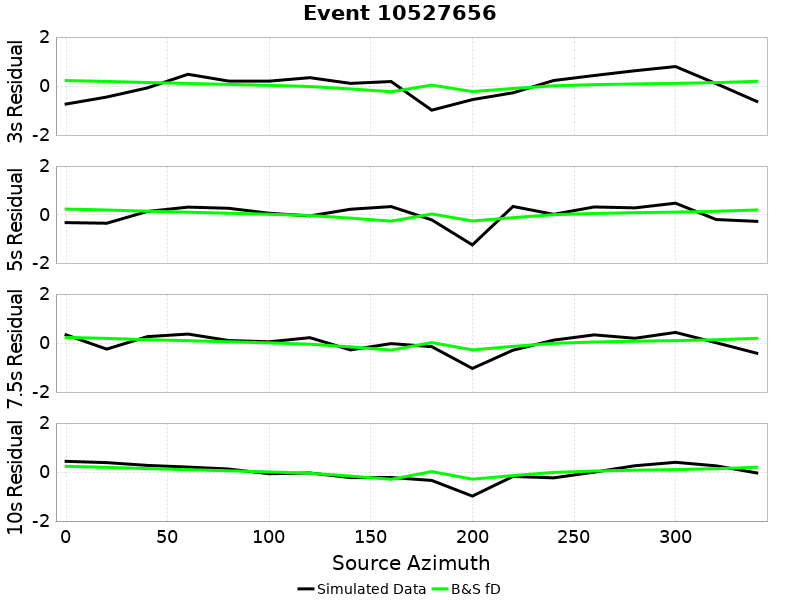 Event 10527656
3s Residual
2
0
-2
5s Residual
2
0
-2
7.5s Residual
2
0
-2
10s Residual
2
0
-2
0 50 100 150 200 250 300
Source Azimuth
Simulated Data B&S fD